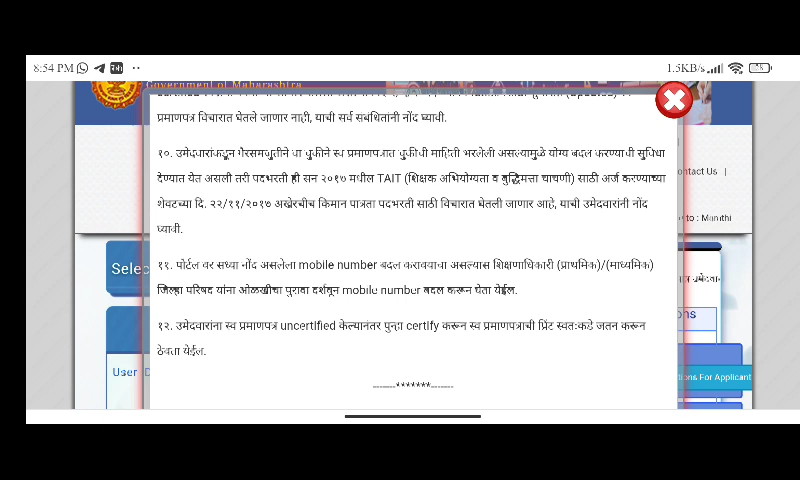 8:54 PM
1.5KB/s
Government of Maharashtra
प्रमाणपत्र विचारात घेतले जाणार नाही, याची सर्व संबंधितांनी नोंद घ्यावी.
१०. उमेदवारांकडून गैरसमजुतीने वा चुकीने स्व प्रमाणपत्रात चुकीची माहिती भरलेली असल्यामुळे योग्य बदल करण्याची सुविधा
देण्यात येत असली तरी पदभरती ही सन २०१७ मधील TAIT (शिक्षक अभियोग्यता व बुद्धिमत्ता चाचणी) साठी अर्ज करण्याच्या
शेवटच्या दि. २२/११/२०१७ अखेरचीच किमान पात्रता पदभरती साठी विचारात घेतली जाणार आहे, याची उमेदवारांनी नोंद
घ्यावी.
११. पोर्टल वर सध्या नोंद असलेला mobile number बदल करावयाचा असल्यास शिक्षणाधिकारी (प्राथमिक)/(माध्यमिक)
जिल्हा परिषद यांना ओळखीचा पुरावा दर्शवून mobile number बदल करून घेता येईल.
१२. उमेदवारांना स्व प्रमाणपत्र uncertified केल्यानंतर पुन्हा certify करून स्व प्रमाणपत्राची प्रिंट स्वतःकडे जतन करून
ठेवता येईल.
-------*******-------
ntact Us |
to : Marathi
Selec
User
ons
tions For Applicant